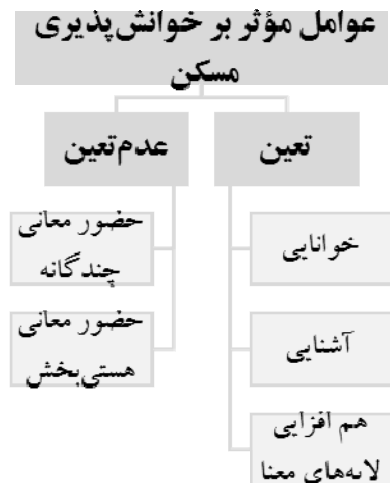 عوامل مؤثر بر خوانش‌پذیری
مسکن
تعین
عدم‌تعین
خوانایی
آشنایی
هم افزایی
لایه‌های معنا
حضور معانی
چندگانه
حضور معانی
هستی‌بخش